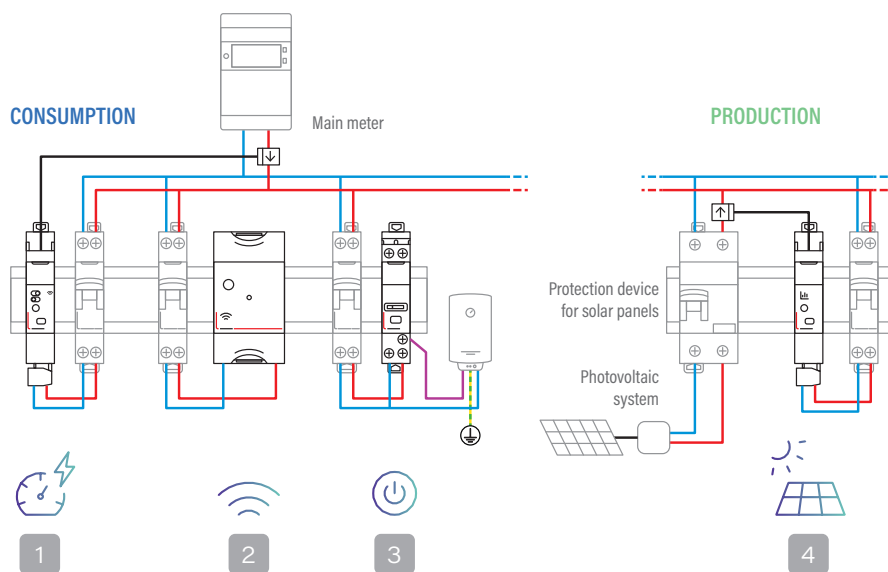 CONSUMPTION
Main meter
PRODUCTION
Protection device
for solar panels
Photovoltaic
system
1
2
3
4